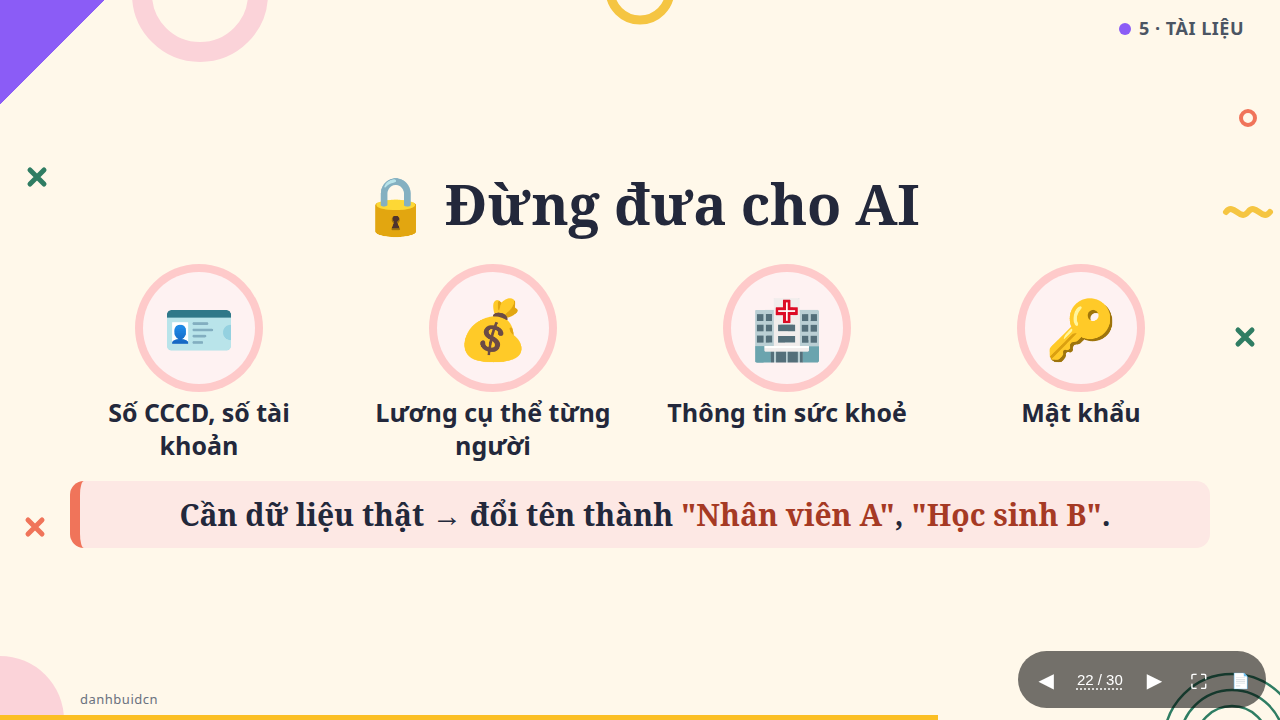 5 · TÀI LIỆU
🔒 Đừng đưa cho AI
Số CCCD, số tài
khoản
Lương cụ thể từng
người
Thông tin sức khoẻ
Mật khẩu
Cần dữ liệu thật → đổi tên thành "Nhân viên A", "Học sinh B".
danhbuidcn
22 / 30